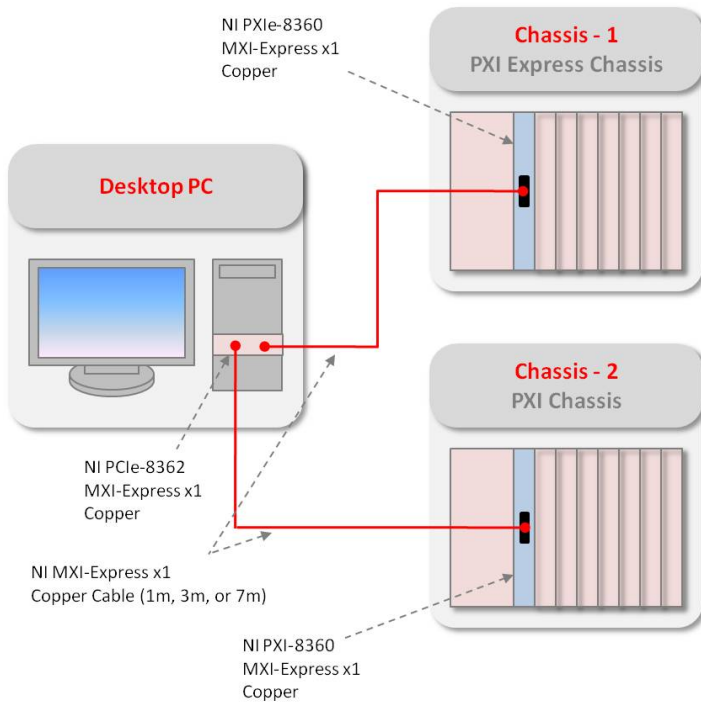 NI PXIe-8360
MXI-Express x1
Copper
Chassis - 1
PXI Express Chassis
Desktop PC
Chassis - 2
PXI Chassis
NI PCIe-8362
MXI-Express x1
Copper
NI MXI-Express x1
Copper Cable (1m, 3m, or 7m)
NI PXI-8360
MXI-Express x1
Copper